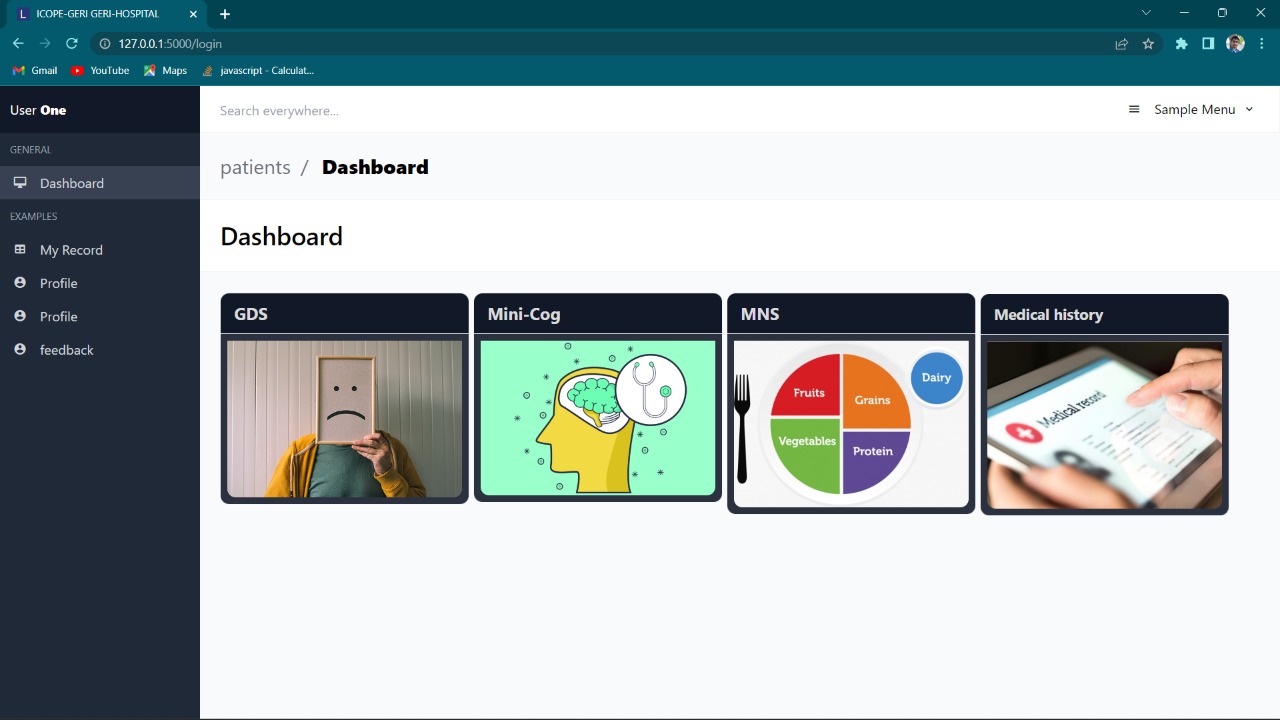 ICOPE-GERI GERI-HOSPITAL
127.0.0.1:5000/login
Gmail YouTube Maps javascript - Calculat...
User One
Search everywhere...
Sample Menu
GENERAL
Dashboard
EXAMPLES
My Record
Profile
Profile
feedback
patients / Dashboard
Dashboard
GDS
Mini-Cog
MNS
Fruits
Grains
Dairy
Vegetables
Protein
Medical history
Medical record